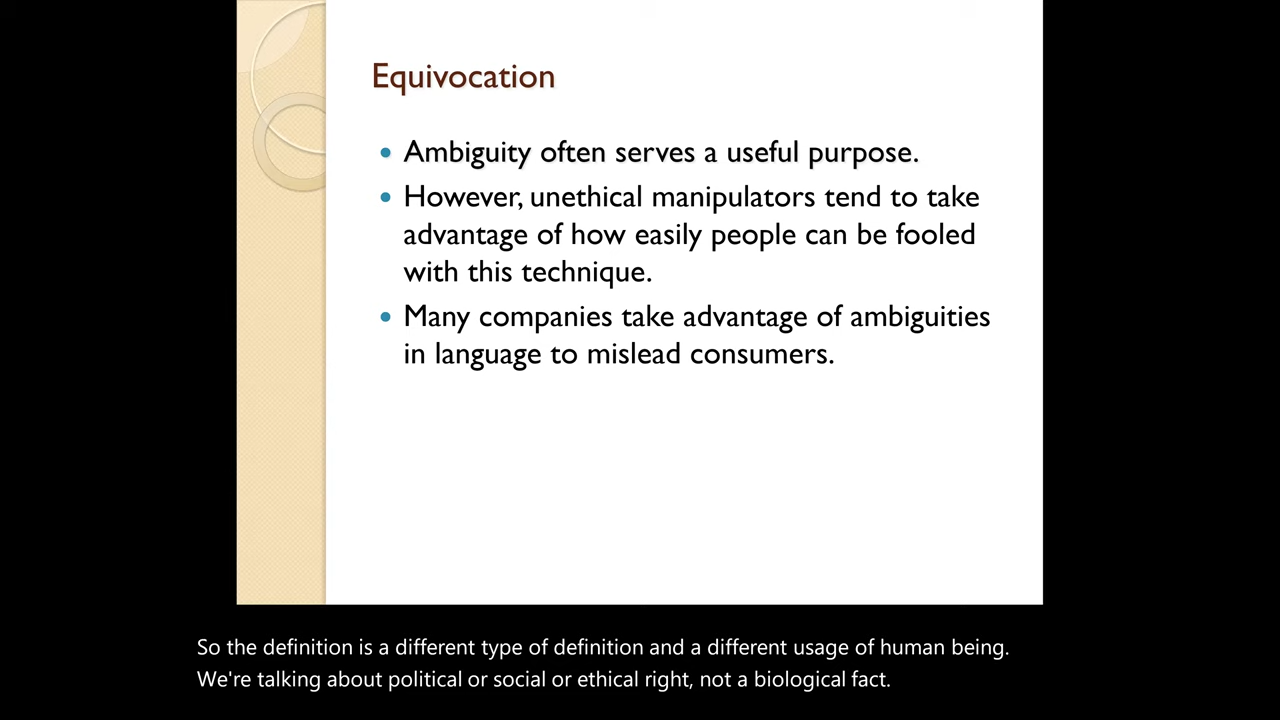 Equivocation
Ambiguity often serves a useful purpose.
However, unethical manipulators tend to take
advantage of how easily people can be fooled
with this technique.
Many companies take advantage of ambiguities
in language to mislead consumers.
So the definition is a different type of definition and a different usage of human being.
We're talking about political or social or ethical right, not a biological fact.